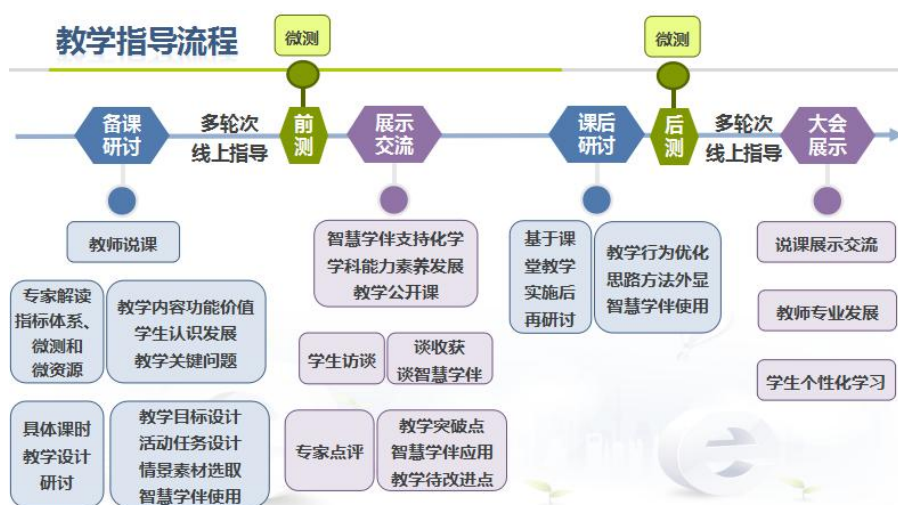 教学指导流程
微测
微测
备课
研讨
多轮次
线上指导
前
测
展示
交流
课后
研讨
后
测
多轮次
线上指导
大会
展示
教师说课
专家解读
指标体系、
微测和
微资源
教学内容功能价值
学生认识发展
教学关键问题
具体课时
教学设计
研讨
教学目标设计
活动任务设计
情景素材选取
智慧学伴使用
智慧学伴支持化学
学科能力素养发展
教学公开课
学生访谈
谈收获
谈智慧学伴
专家点评
教学突破点
智慧学伴应用
教学待改进点
基于课
堂教学
实施后
再研讨
教学行为优化
思路方法外显
智慧学伴使用
说课展示交流
教师专业发展
学生个性化学习